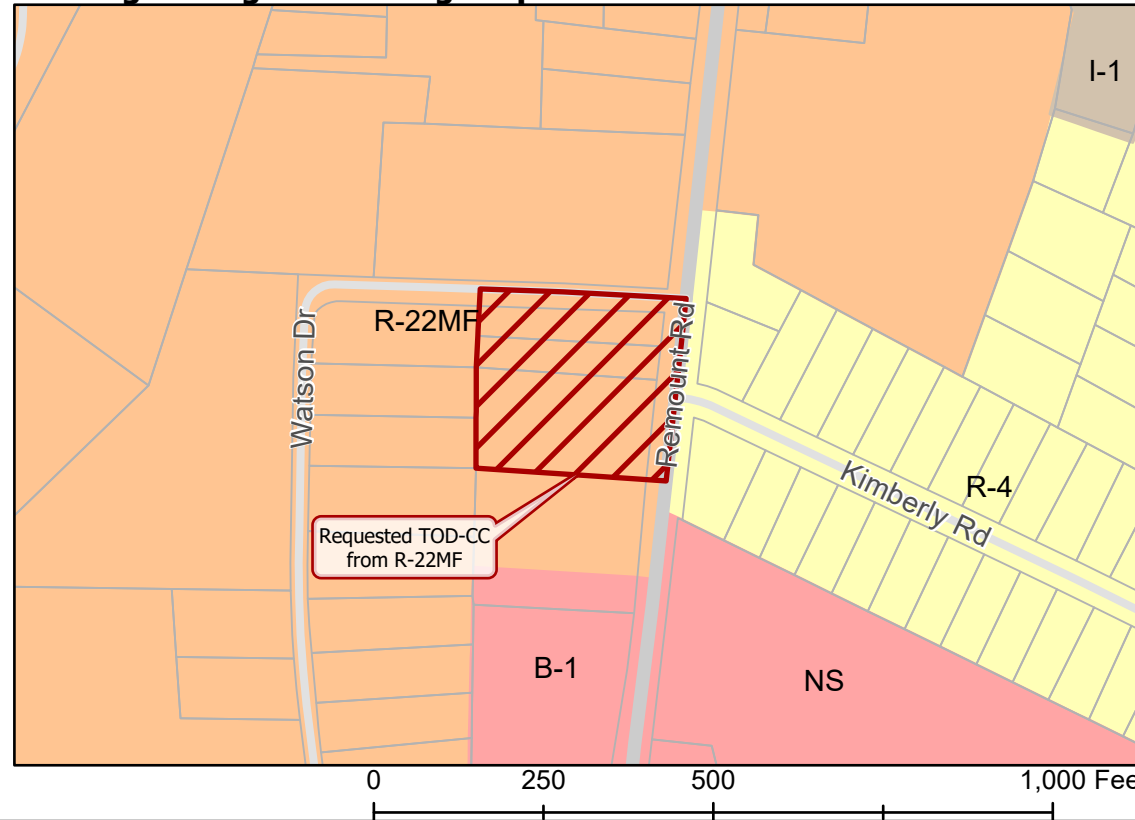 I-1
R-22MF
Watson Dr
Remount Rd
Kimberly Rd
R-4
Requested TOD-CC
from R-22MF
B-1
NS
0 250 500 1,000 Fee